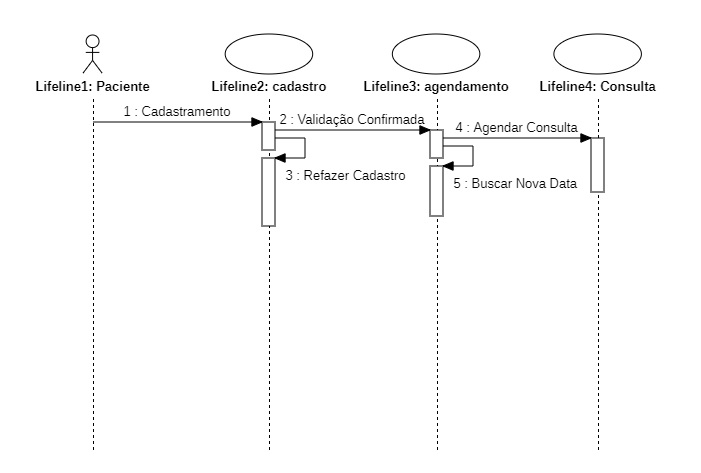 Lifeline1: Paciente
Lifeline2: cadastro
Lifeline3: agendamento
Lifeline4: Consulta
1 : Cadastramento
2 : Validação Confirmada
4 : Agendar Consulta
3 : Refazer Cadastro
5 : Buscar Nova Data